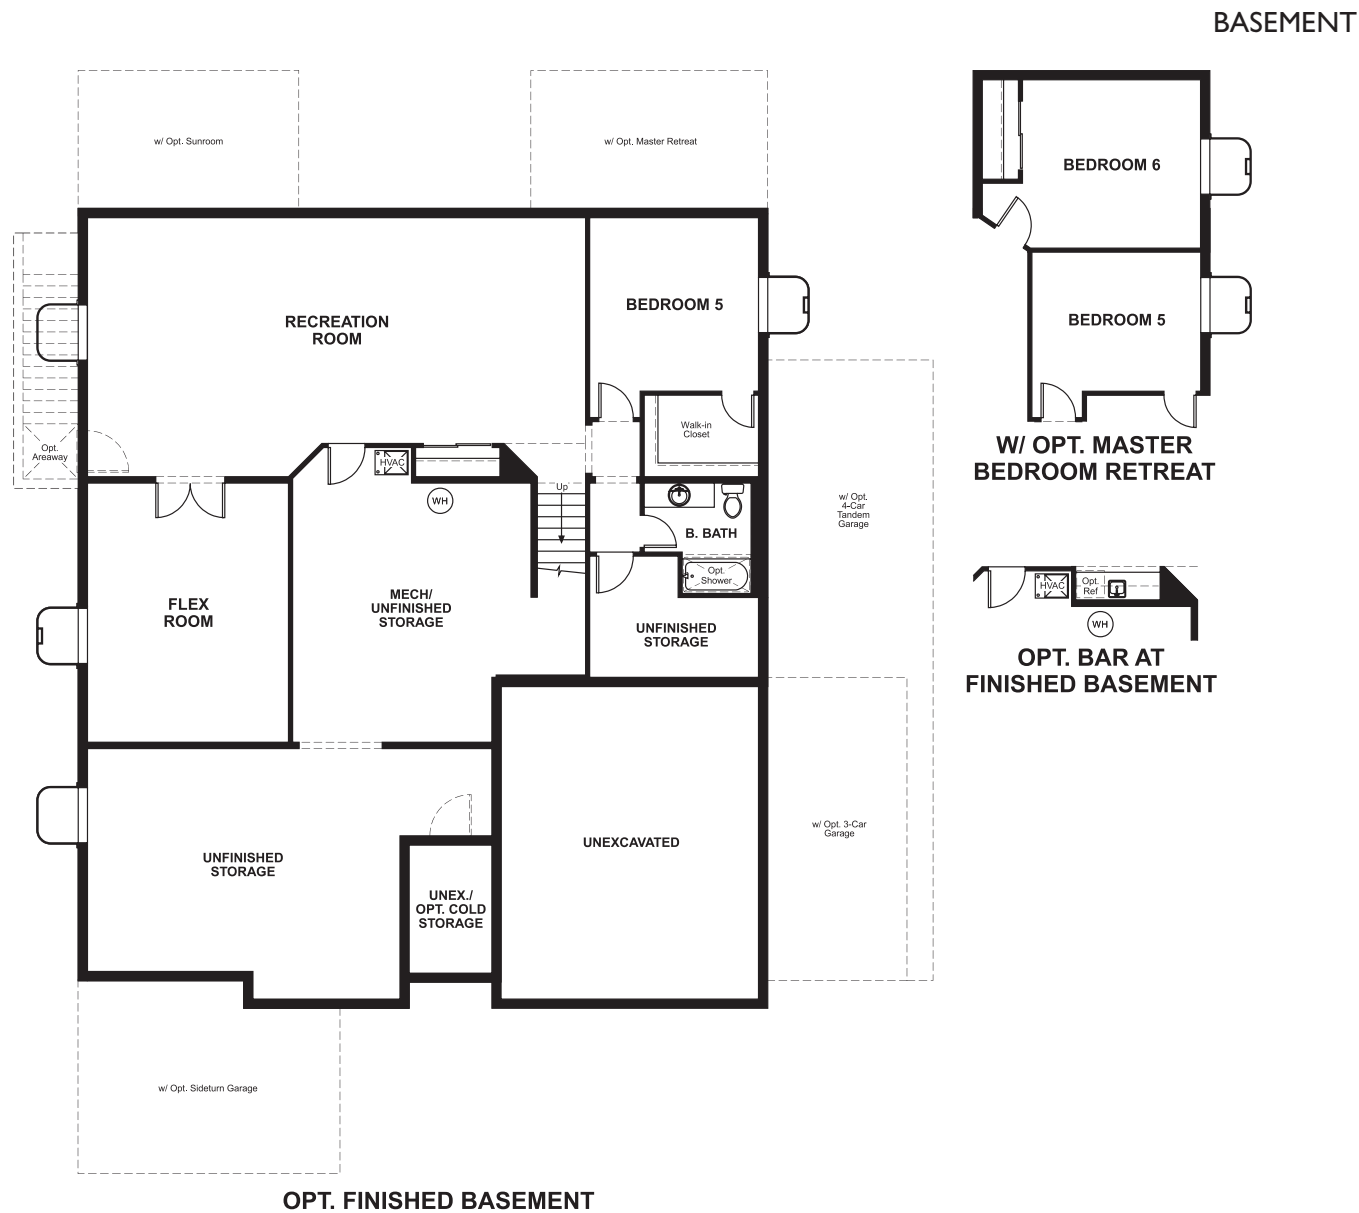 BASEMENT
w/ Opt. Sunroom
w/ Opt. Master Retreat
BEDROOM 6
RECREATION
ROOM
BEDROOM 5
BEDROOM 5
Opt.
Areaway
HVAC
WH
Walk-in
Closet
W/ OPT. MASTER
BEDROOM RETREAT
Up
B. BATH
Opt.
Shower
w/ Opt.
4-Car
Tandem
Garage
FLEX
ROOM
MECH/
UNFINISHED
STORAGE
UNFINISHED
STORAGE
HVAC
Opt.
Ref
WH
OPT. BAR AT
FINISHED BASEMENT
UNFINISHED
STORAGE
UNEX./
OPT. COLD
STORAGE
UNEXCAVATED
w/ Opt. 3-Car
Garage
w/ Opt. Sideturn Garage
OPT. FINISHED BASEMENT